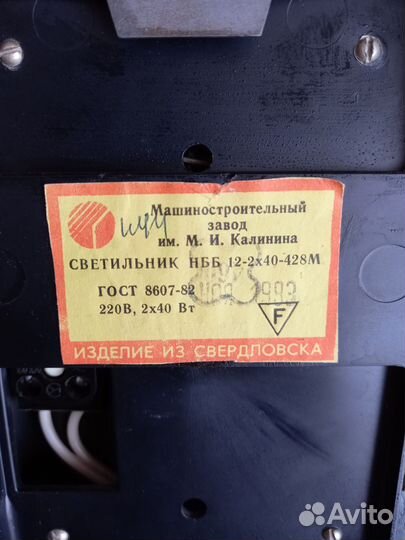 Машиностроительный
завод
им. М. И. Калинина
СВЕТИЛЬНИК НББ 12-2х40-428М
ГОСТ 8607-82
220В, 2х40 Вт
F
ИЗДЕЛИЕ ИЗ СВЕРДЛОВСКА
Avito